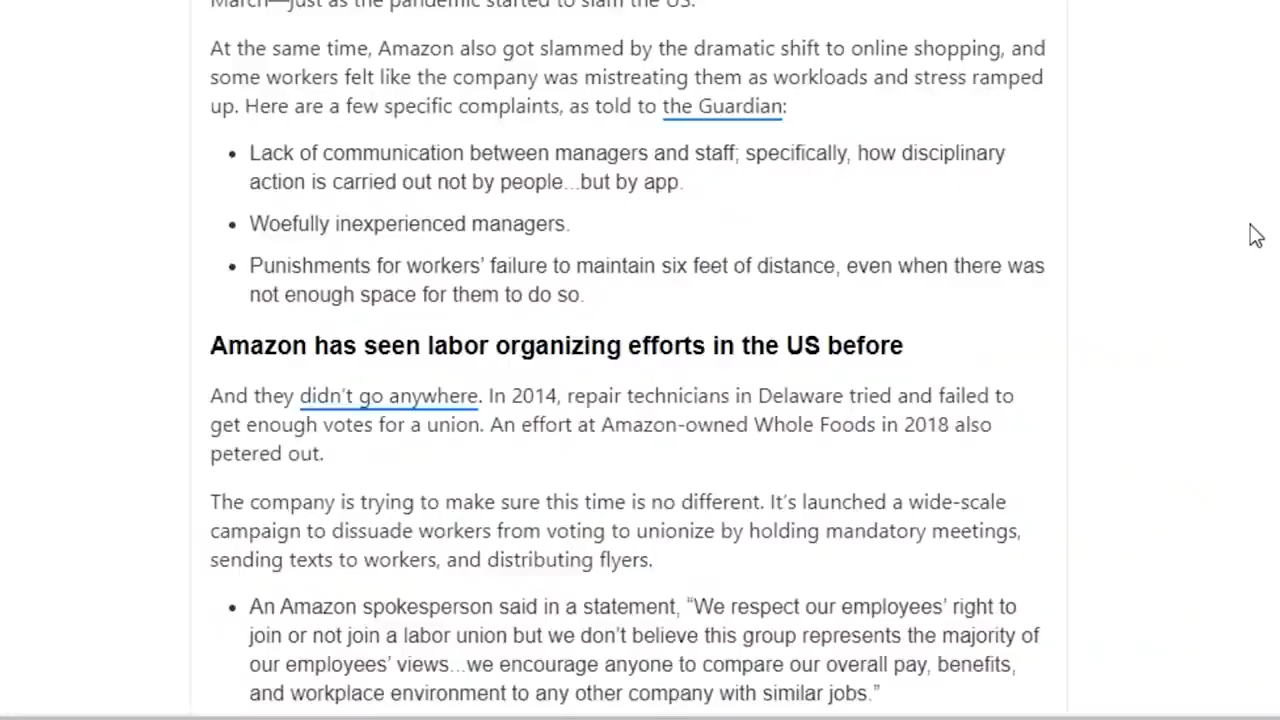 March—just as the pandemic started to slam the US.
At the same time, Amazon also got slammed by the dramatic shift to online shopping, and
some workers felt like the company was mistreating them as workloads and stress ramped
up. Here are a few specific complaints, as told to the Guardian:
• Lack of communication between managers and staff; specifically, how disciplinary
action is carried out not by people...but by app.
• Woefully inexperienced managers.
• Punishments for workers’ failure to maintain six feet of distance, even when there was
not enough space for them to do so.
Amazon has seen labor organizing efforts in the US before
And they didn’t go anywhere. In 2014, repair technicians in Delaware tried and failed to
get enough votes for a union. An effort at Amazon-owned Whole Foods in 2018 also
petered out.
The company is trying to make sure this time is no different. It’s launched a wide-scale
campaign to dissuade workers from voting to unionize by holding mandatory meetings,
sending texts to workers, and distributing flyers.
• An Amazon spokesperson said in a statement, “We respect our employees’ right to
join or not join a labor union but we don’t believe this group represents the majority of
our employees’ views...we encourage anyone to compare our overall pay, benefits,
and workplace environment to any other company with similar jobs.”